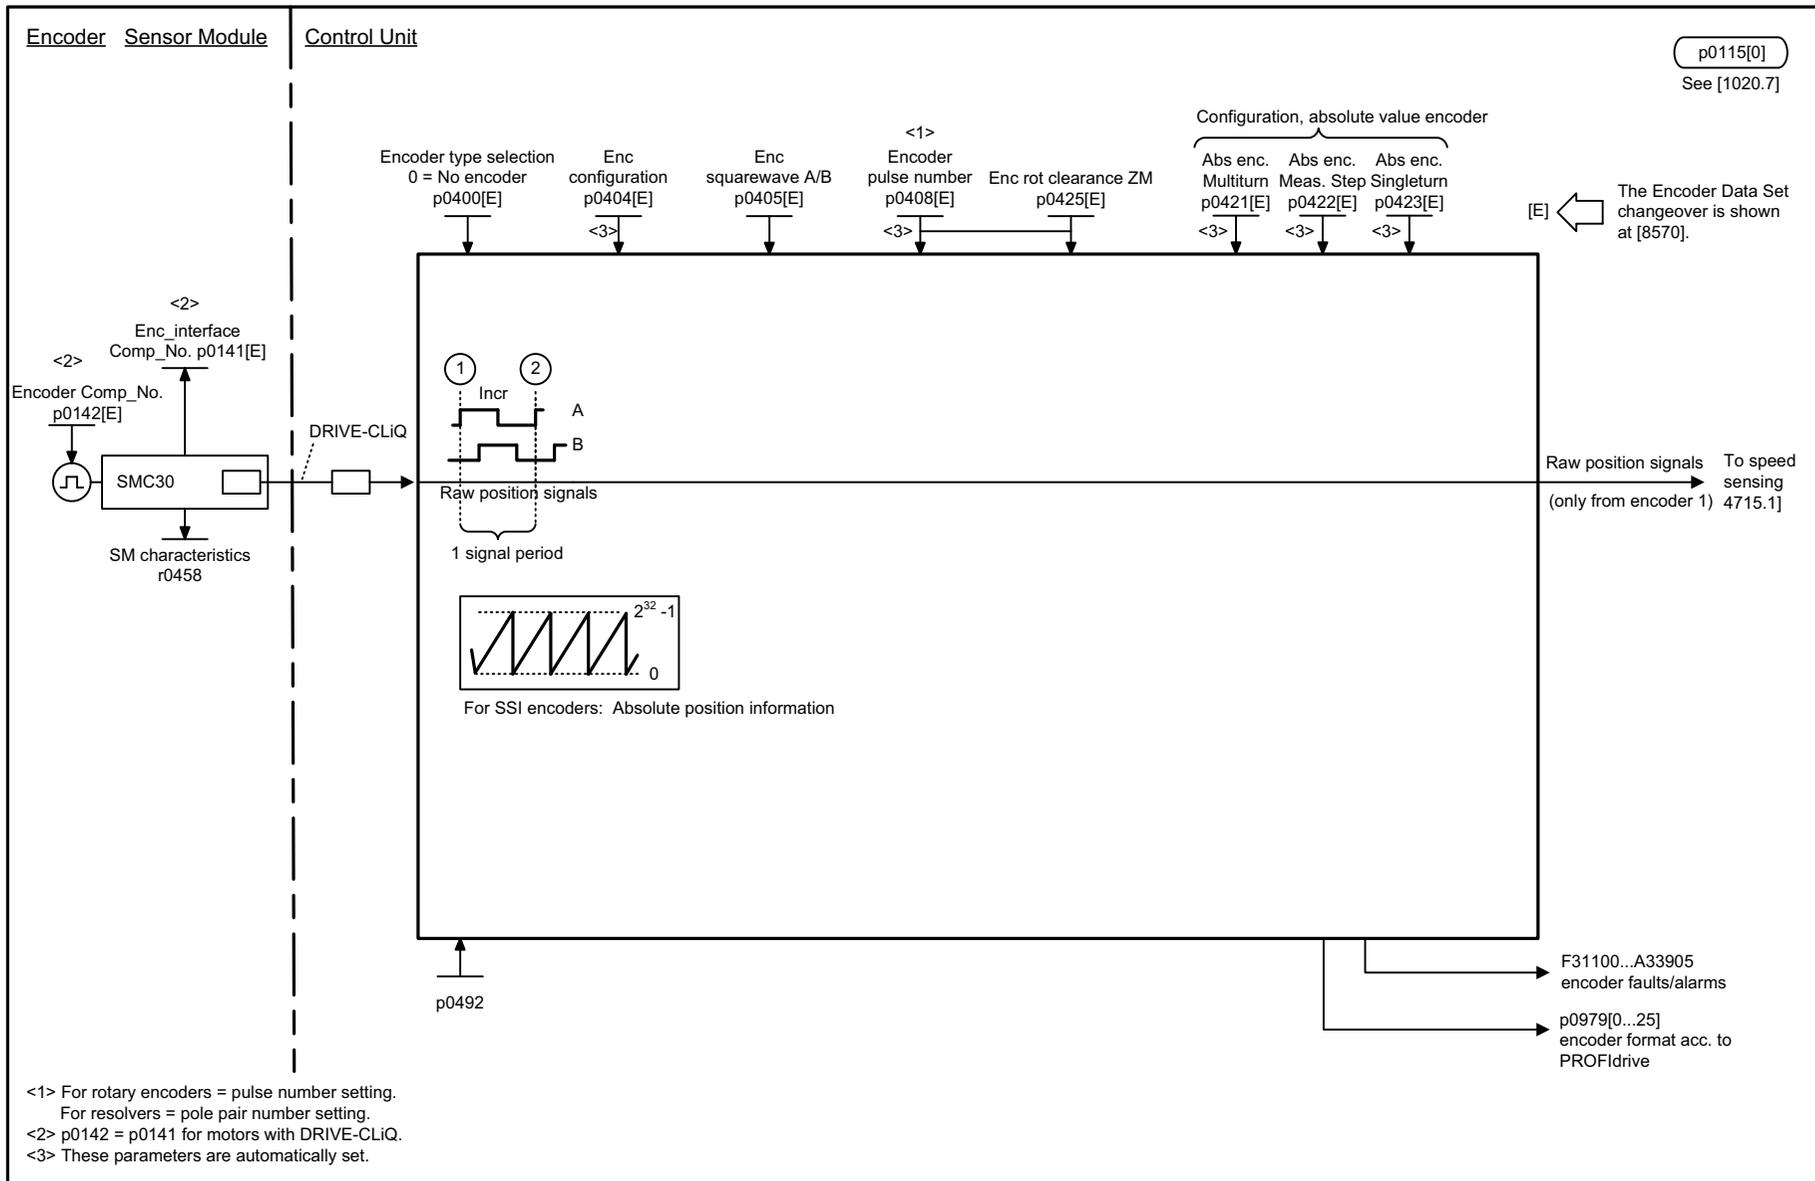 Encoder Sensor Module Control Unit
p0115[0]
See [1020.7]
Configuration, absolute value encoder
<1>
Encoder type selection
0 = No encoder
p0400[E]
Enc
configuration
p0404[E]
Enc
squarewave A/B
p0405[E]
Encoder
pulse number
p0408[E]
Enc rot clearance ZM
p0425[E]
Abs enc.
Multiturn
p0421[E]
Abs enc.
Meas. Step
p0422[E]
Abs enc.
Singleturn
p0423[E]
<3>
<3>
<3>
<3>
<3>
[E]
The Encoder Data Set
changeover is shown
at [8570].
<2>
Enc_interface
Comp_No. p0141[E]
<2>
Encoder Comp_No.
p0142[E]
DRIVE-CLiQ
SMC30
SM characteristics
r0458
1
2
Incr
A
B
Raw position signals
1 signal period
2^32 -1
0
For SSI encoders: Absolute position information
Raw position signals
(only from encoder 1)
To speed
sensing
4715.1]
p0492
F31100...A33905
encoder faults/alarms
p0979[0...25]
encoder format acc. to
PROFIdrive
<1> For rotary encoders = pulse number setting.
For resolvers = pole pair number setting.
<2> p0142 = p0141 for motors with DRIVE-CLiQ.
<3> These parameters are automatically set.